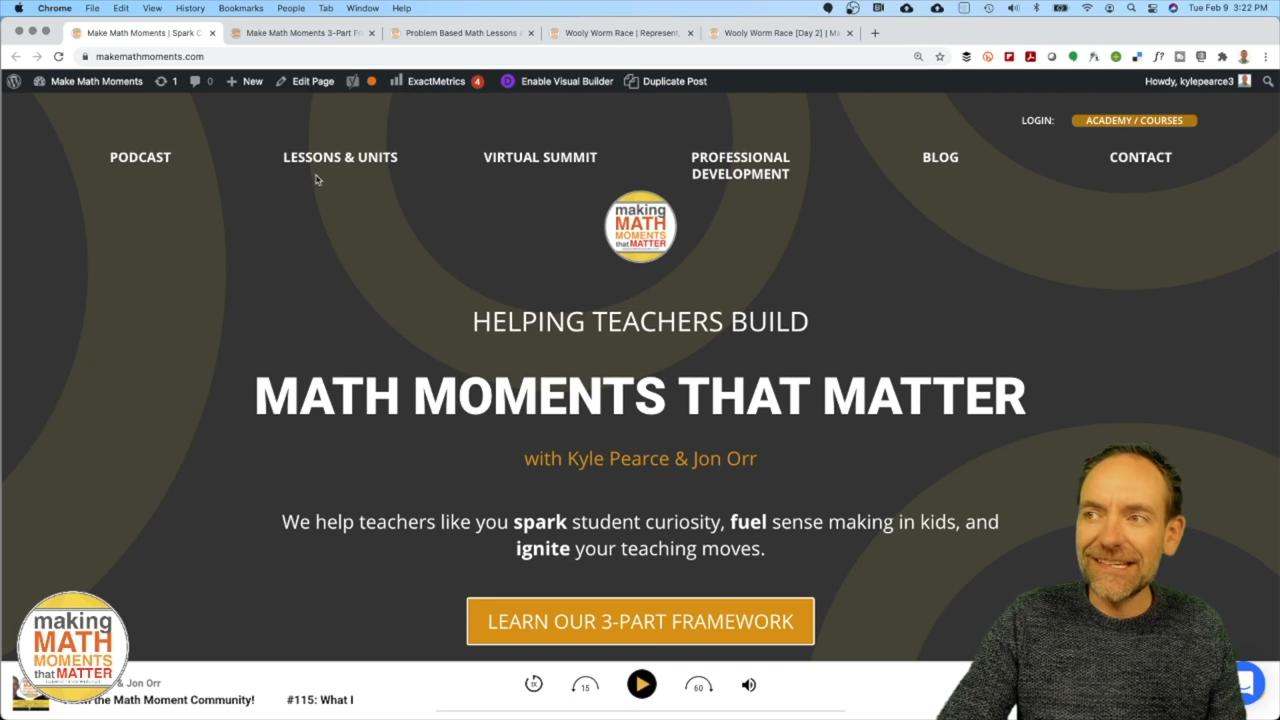 Chrome File Edit View History Bookmarks People Tab Window Help Tue Feb 9 3:22 PM
Make Math Moments | Spark C Make Math Moments 3-Part F Problem Based Math Lessons Wooly Worm Race | Represent, Wooly Worm Race [Day 2] | M
makemathmoments.com
Make Math Moments 1 0 New Edit Page ExactMetrics 4 Enable Visual Builder Duplicate Post Howdy, kylepearce3
LOGIN: ACADEMY / COURSES
PODCAST LESSONS & UNITS VIRTUAL SUMMIT PROFESSIONAL DEVELOPMENT BLOG CONTACT
making
MATH
MOMENTS
that MATTER
HELPING TEACHERS BUILD
MATH MOMENTS THAT MATTER
with Kyle Pearce & Jon Orr
We help teachers like you spark student curiosity, fuel sense making in kids, and
ignite your teaching moves.
LEARN OUR 3-PART FRAMEWORK
making
MATH
MOMENTS
that MATTER
& Jon Orr
the Math Moment Community! #115: What I
15 60